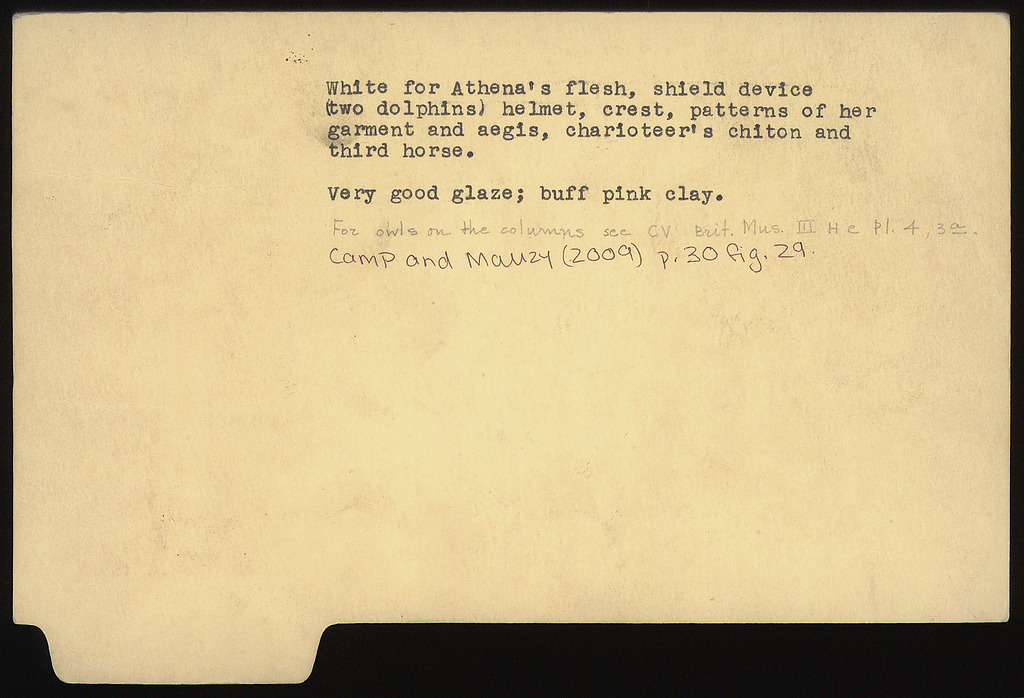 White for Athena's flesh, shield device
(two dolphins) helmet, crest, patterns of her
garment and aegis, charioteer's chiton and
third horse.
Very good glaze; buff pink clay.
For owls on the columns see CV Brit. Mus. III H e Pl. 4, 3a.
Camp and Mauzy (2009) p. 30 fig. 29.